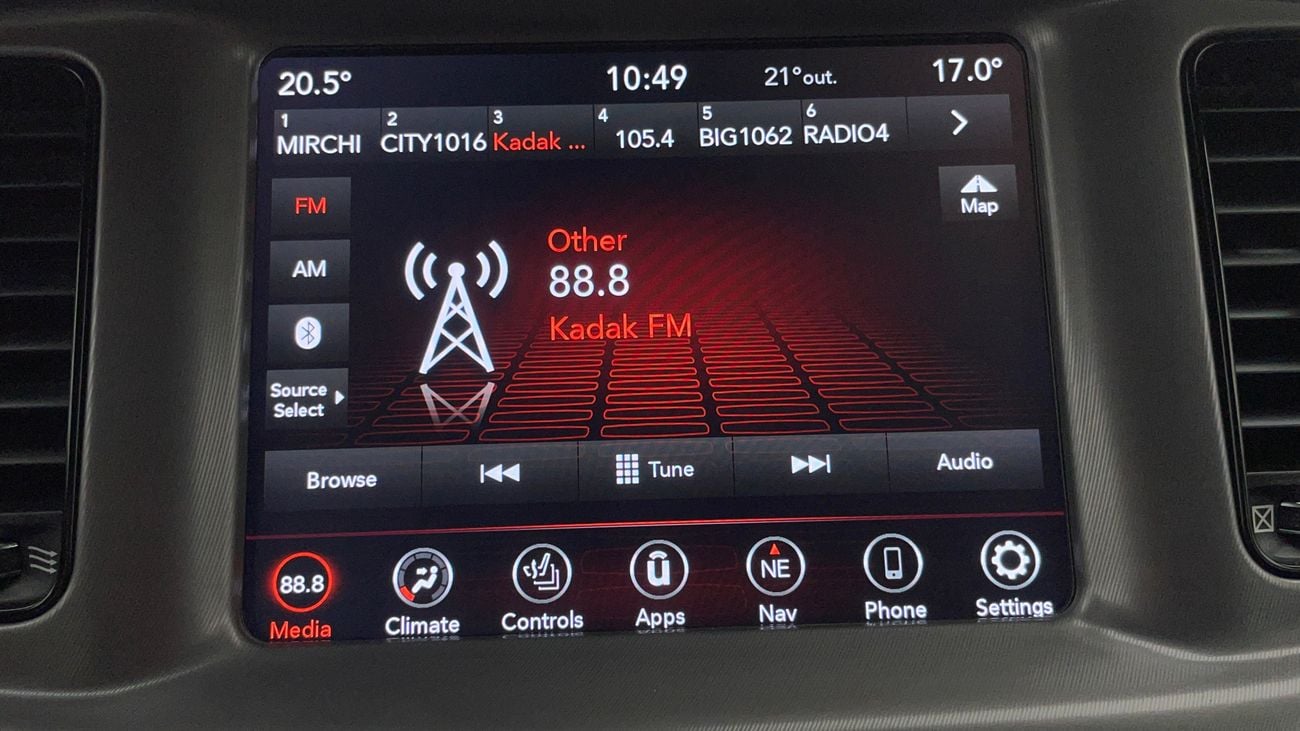 20.5° 10:49 21°out. 17.0°
1 2 3 4 5 6
MIRCHI CITY1016 Kadak ... 105.4 BIG1062 RADIO4
FM
Map
Other
AM
88.8
Kadak FM
Source
Select
Browse Tune Audio
88.8 NE
Media Climate Controls Apps Nav Phone Settings